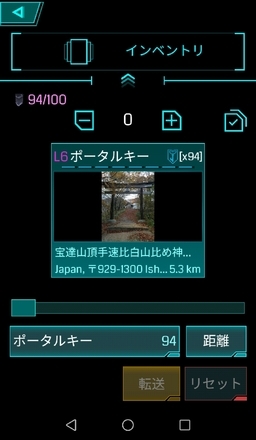 インベントリ
94/100
0
L6 ポータルキー [x94]
宝達山頂手速比白山比め神...
Japan, 〒929-1300 Ish... 5.3 km
ポータルキー 94 距離
転送 リセット